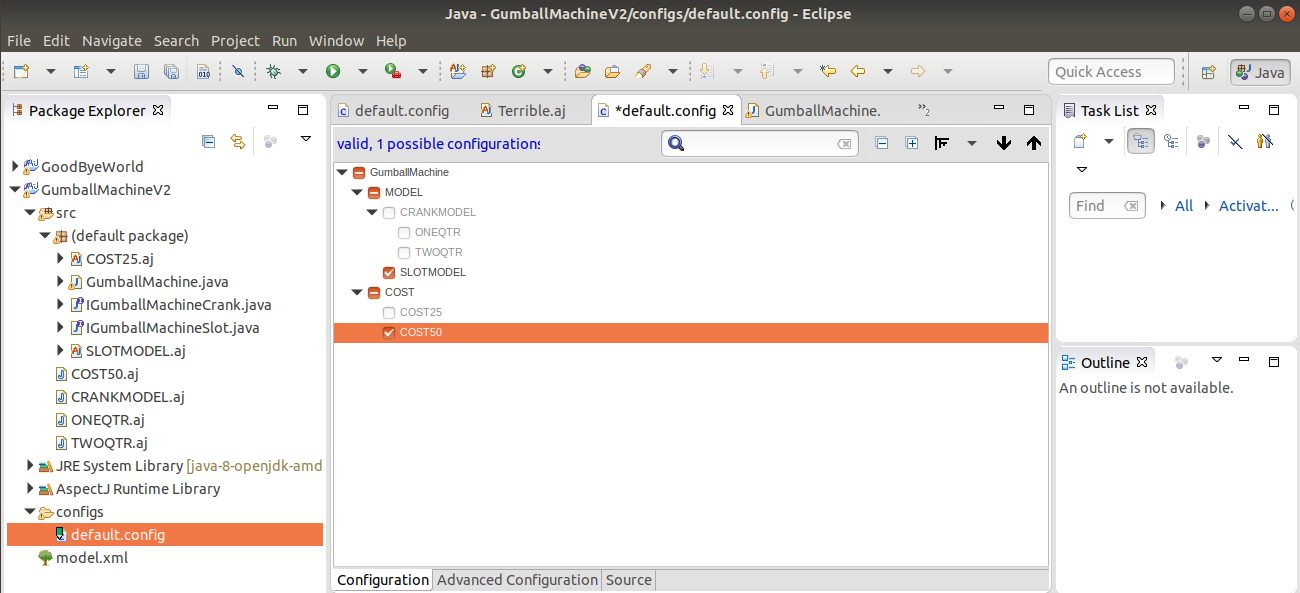 Java - GumballMachineV2/configs/default.config - Eclipse
File Edit Navigate Search Project Run Window Help
010
Quick Access
Java
Package Explorer
GoodByeWorld
GumballMachineV2
src
(default package)
COST25.aj
GumballMachine.java
IGumballMachineCrank.java
IGumballMachineSlot.java
SLOTMODEL.aj
COST50.aj
CRANKMODEL.aj
ONEQTR.aj
TWOQTR.aj
JRE System Library [java-8-openjdk-amd
AspectJ Runtime Library
configs
default.config
model.xml
default.config Terrible.aj *default.config GumballMachine. »2
valid, 1 possible configurations
GumballMachine
MODEL
CRANKMODEL
ONEQTR
TWOQTR
SLOTMODEL
COST
COST25
COST50
Configuration Advanced Configuration Source
Task List
Find All Activat...
Outline
An outline is not available.